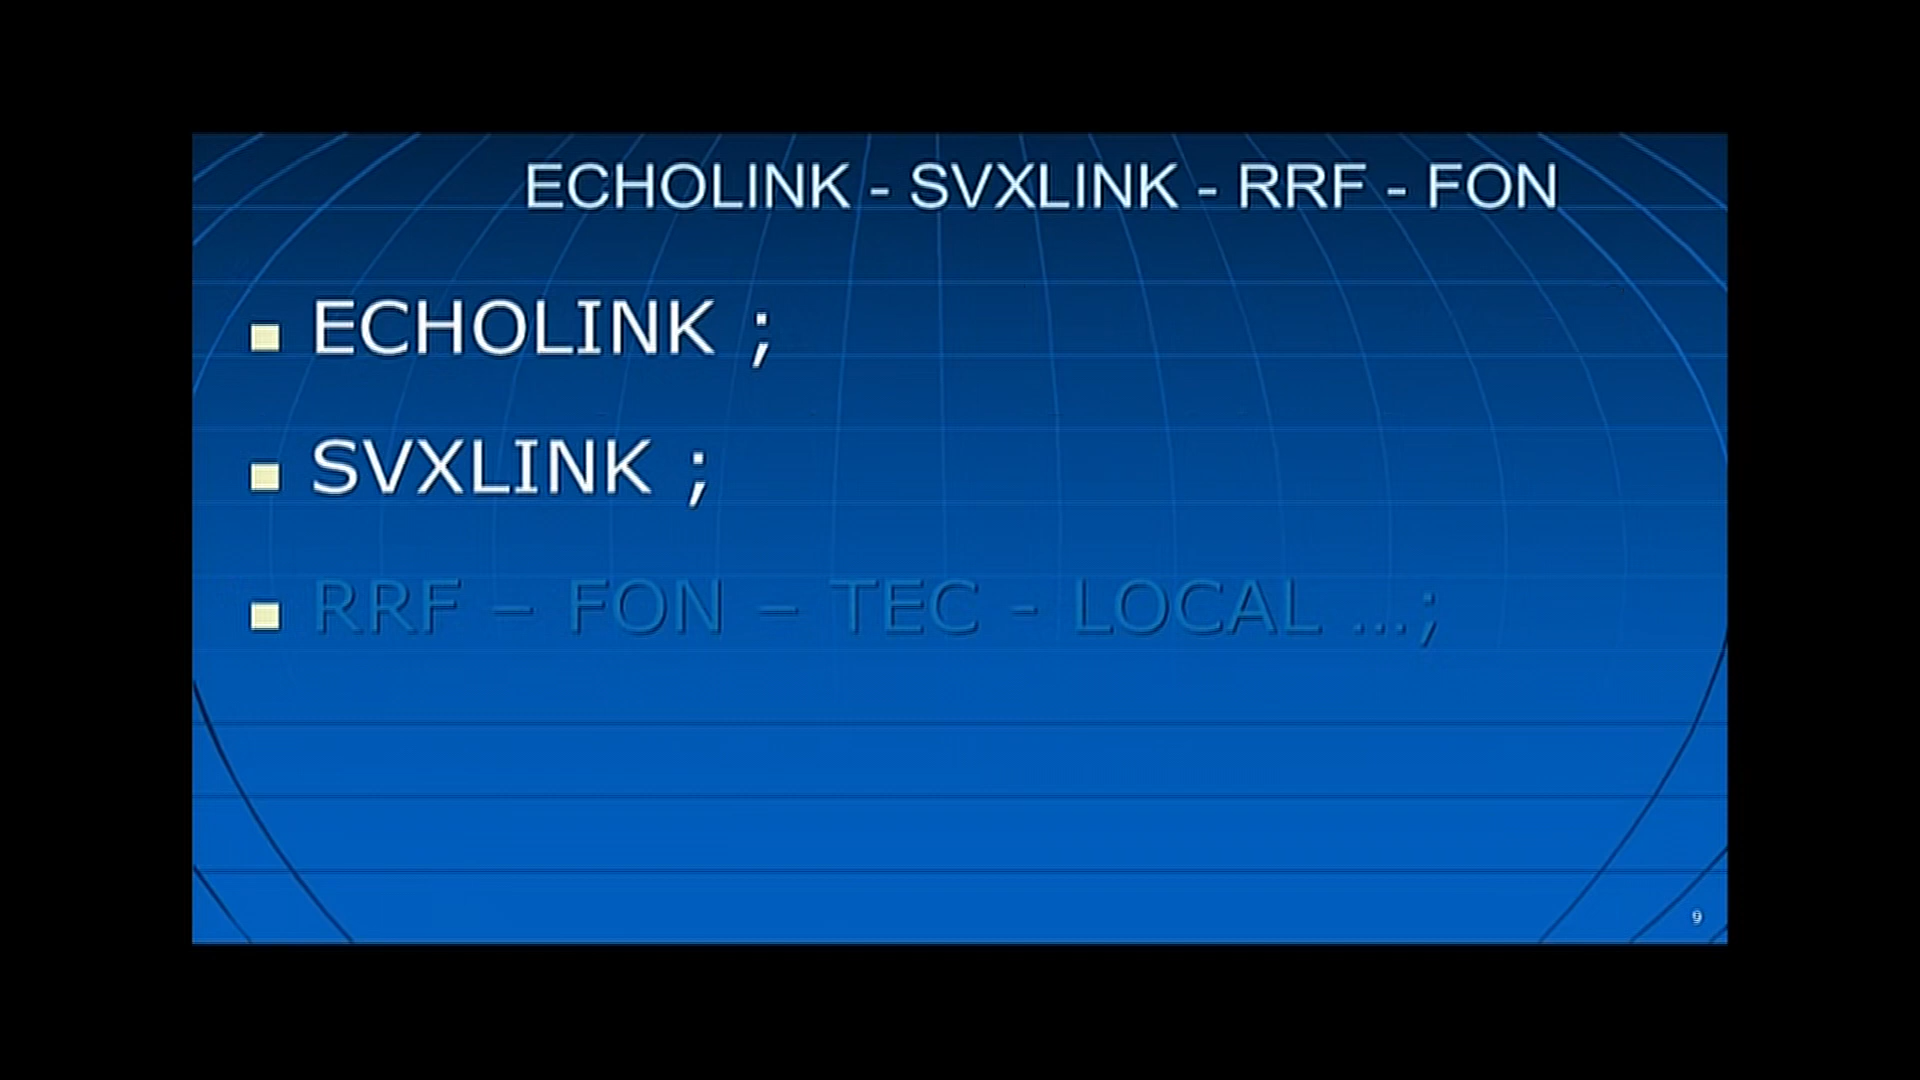 ECHOLINK - SVXLINK - RRF - FON
ECHOLINK ;
SVXLINK ;
RRF – FON – TEC - LOCAL ...;
9